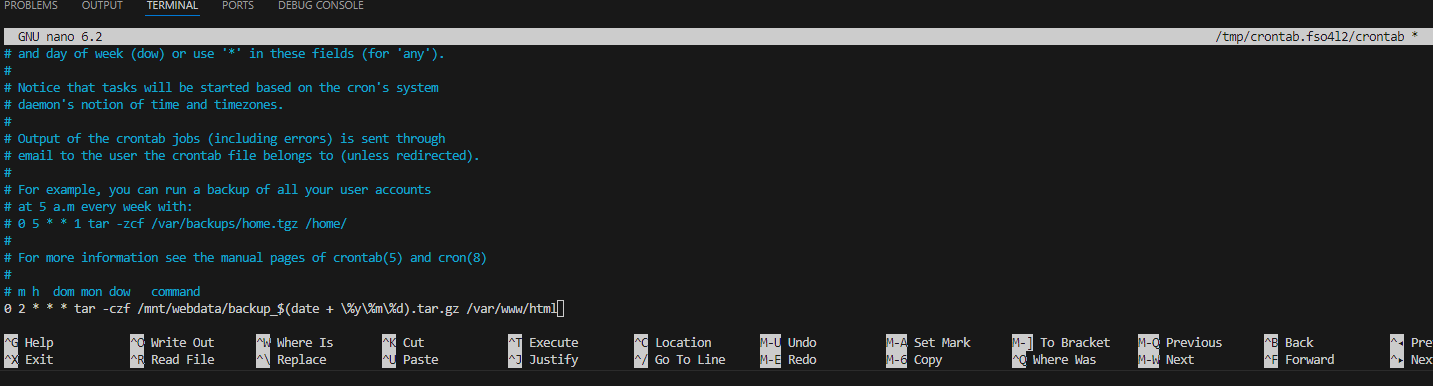 PROBLEMS OUTPUT TERMINAL PORTS DEBUG CONSOLE
GNU nano 6.2 /tmp/crontab.fso4l2/crontab *
# and day of week (dow) or use '*' in these fields (for 'any').
#
# Notice that tasks will be started based on the cron's system
# daemon's notion of time and timezones.
#
# Output of the crontab jobs (including errors) is sent through
# email to the user the crontab file belongs to (unless redirected).
#
# For example, you can run a backup of all your user accounts
# at 5 a.m every week with:
# 0 5 * * 1 tar -zcf /var/backups/home.tgz /home/
#
# For more information see the manual pages of crontab(5) and cron(8)
#
# m h  dom mon dow   command
0 2 * * * tar -czf /mnt/webdata/backup_$(date + \%y\%m\%d).tar.gz /var/www/html
^G Help ^O Write Out ^W Where Is ^K Cut ^T Execute ^C Location M-U Undo M-A Set Mark M-] To Bracket M-Q Previous ^B Back ^◂ Pre
^X Exit ^R Read File ^\ Replace ^U Paste ^J Justify ^/ Go To Line M-E Redo M-6 Copy ^Q Where Was M-W Next ^F Forward ^▸ Nex